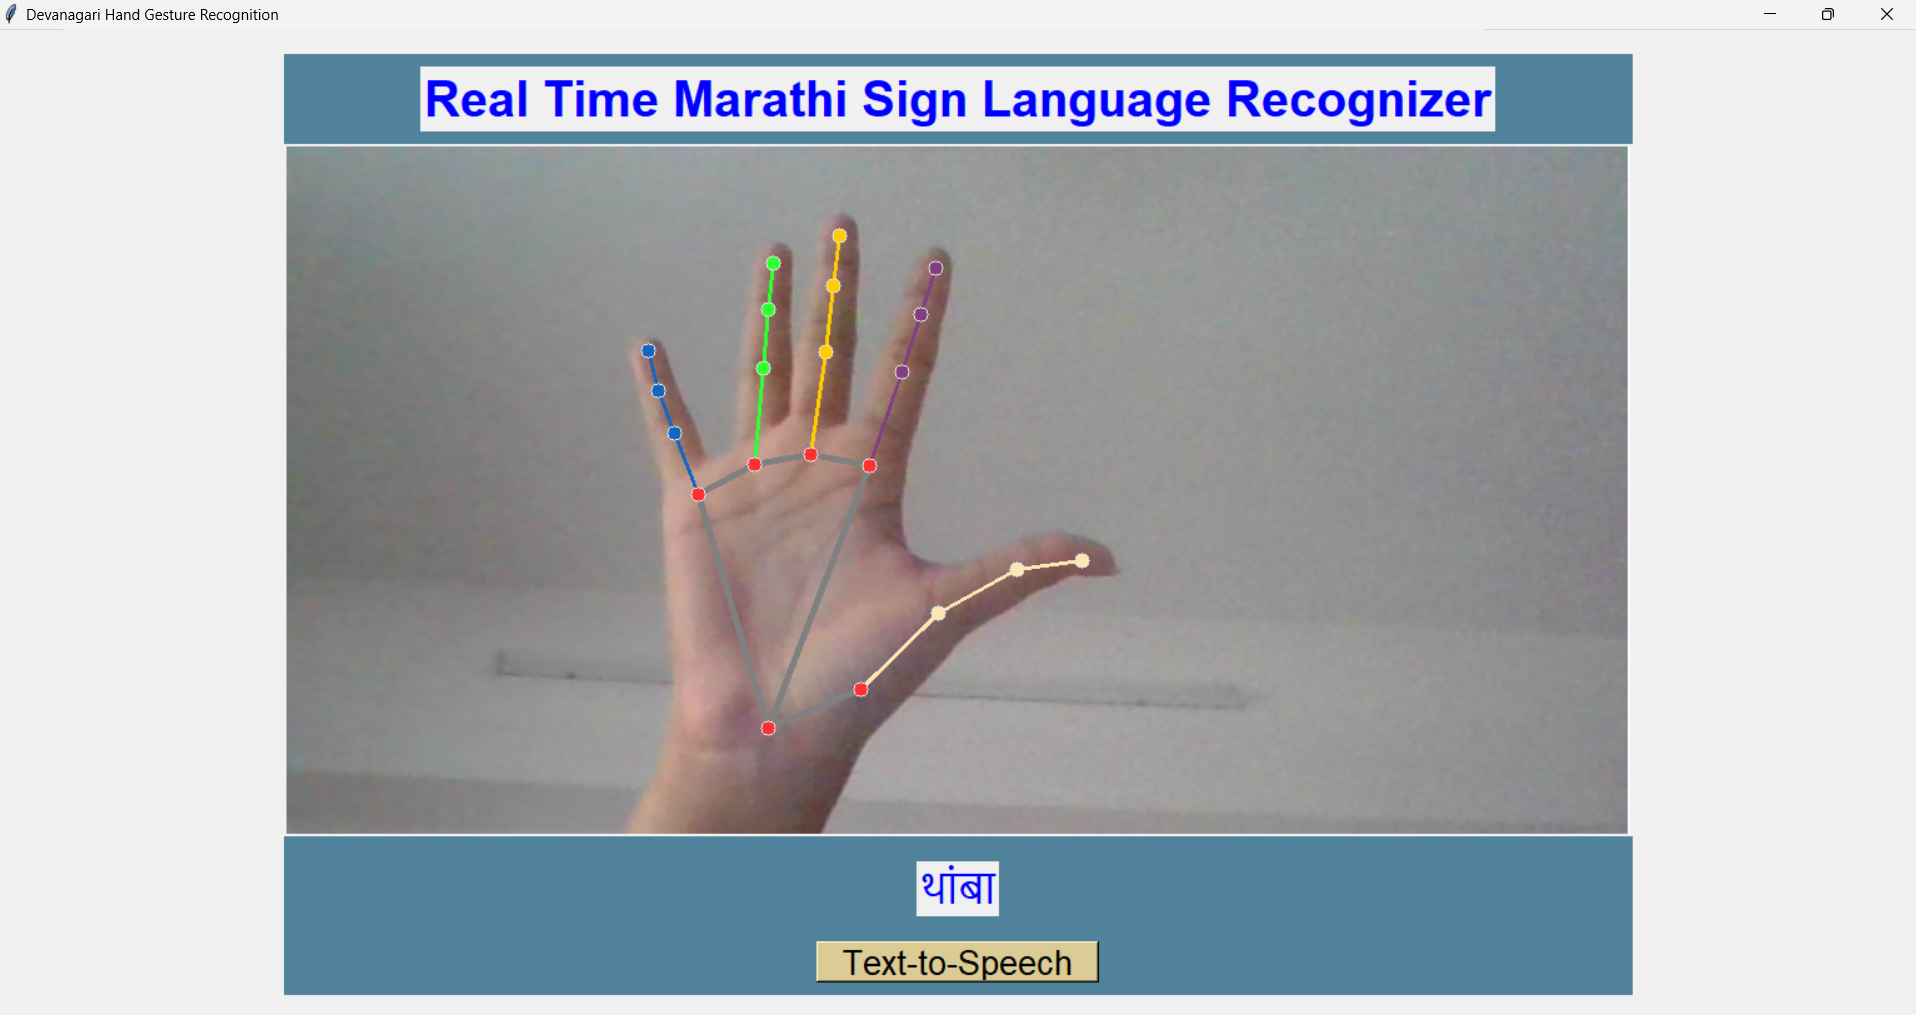 Devanagari Hand Gesture Recognition
Real Time Marathi Sign Language Recognizer
थांबा
Text-to-Speech